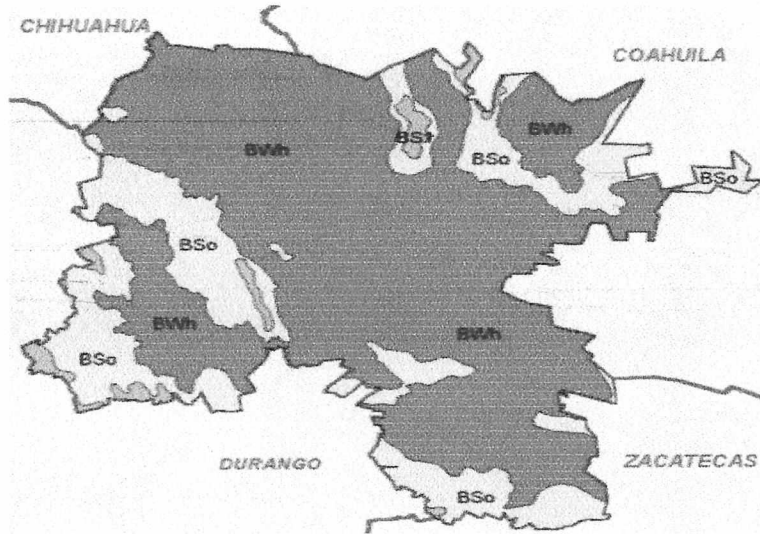 CHIHUAHUA
COAHUILA
BWh
BS1
BWh
BSo
BSo
BSo
BWh
BWh
BSo
DURANGO
ZACATECAS
BSo